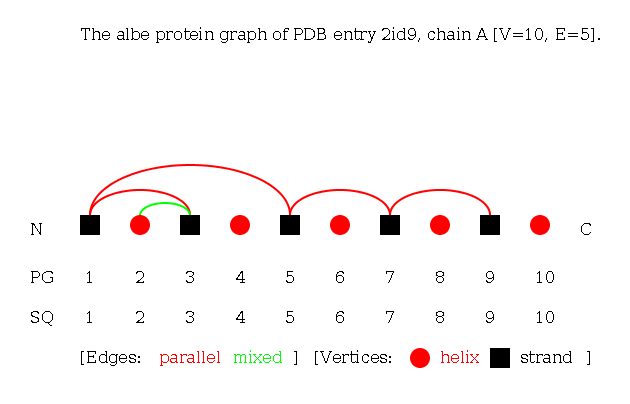 The albe protein graph of PDB entry 2id9, chain A [V=10, E=5].
N C
PG 1 2 3 4 5 6 7 8 9 10
SQ 1 2 3 4 5 6 7 8 9 10
[Edges: parallel mixed ] [Vertices: helix strand ]